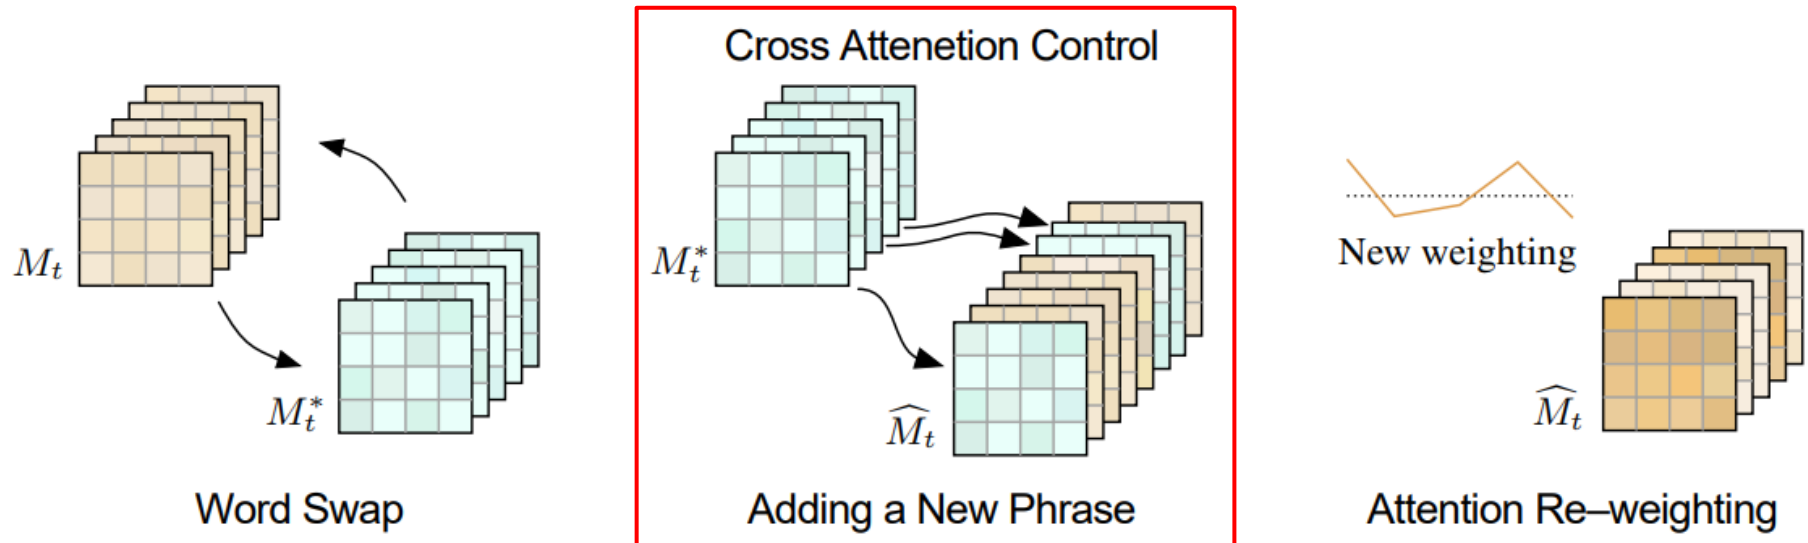 Cross Attenetion Control
M_t
M_t^*
Word Swap
M_t^*
\widehat{M}_t
Adding a New Phrase
New weighting
\widehat{M}_t
Attention Re–weighting